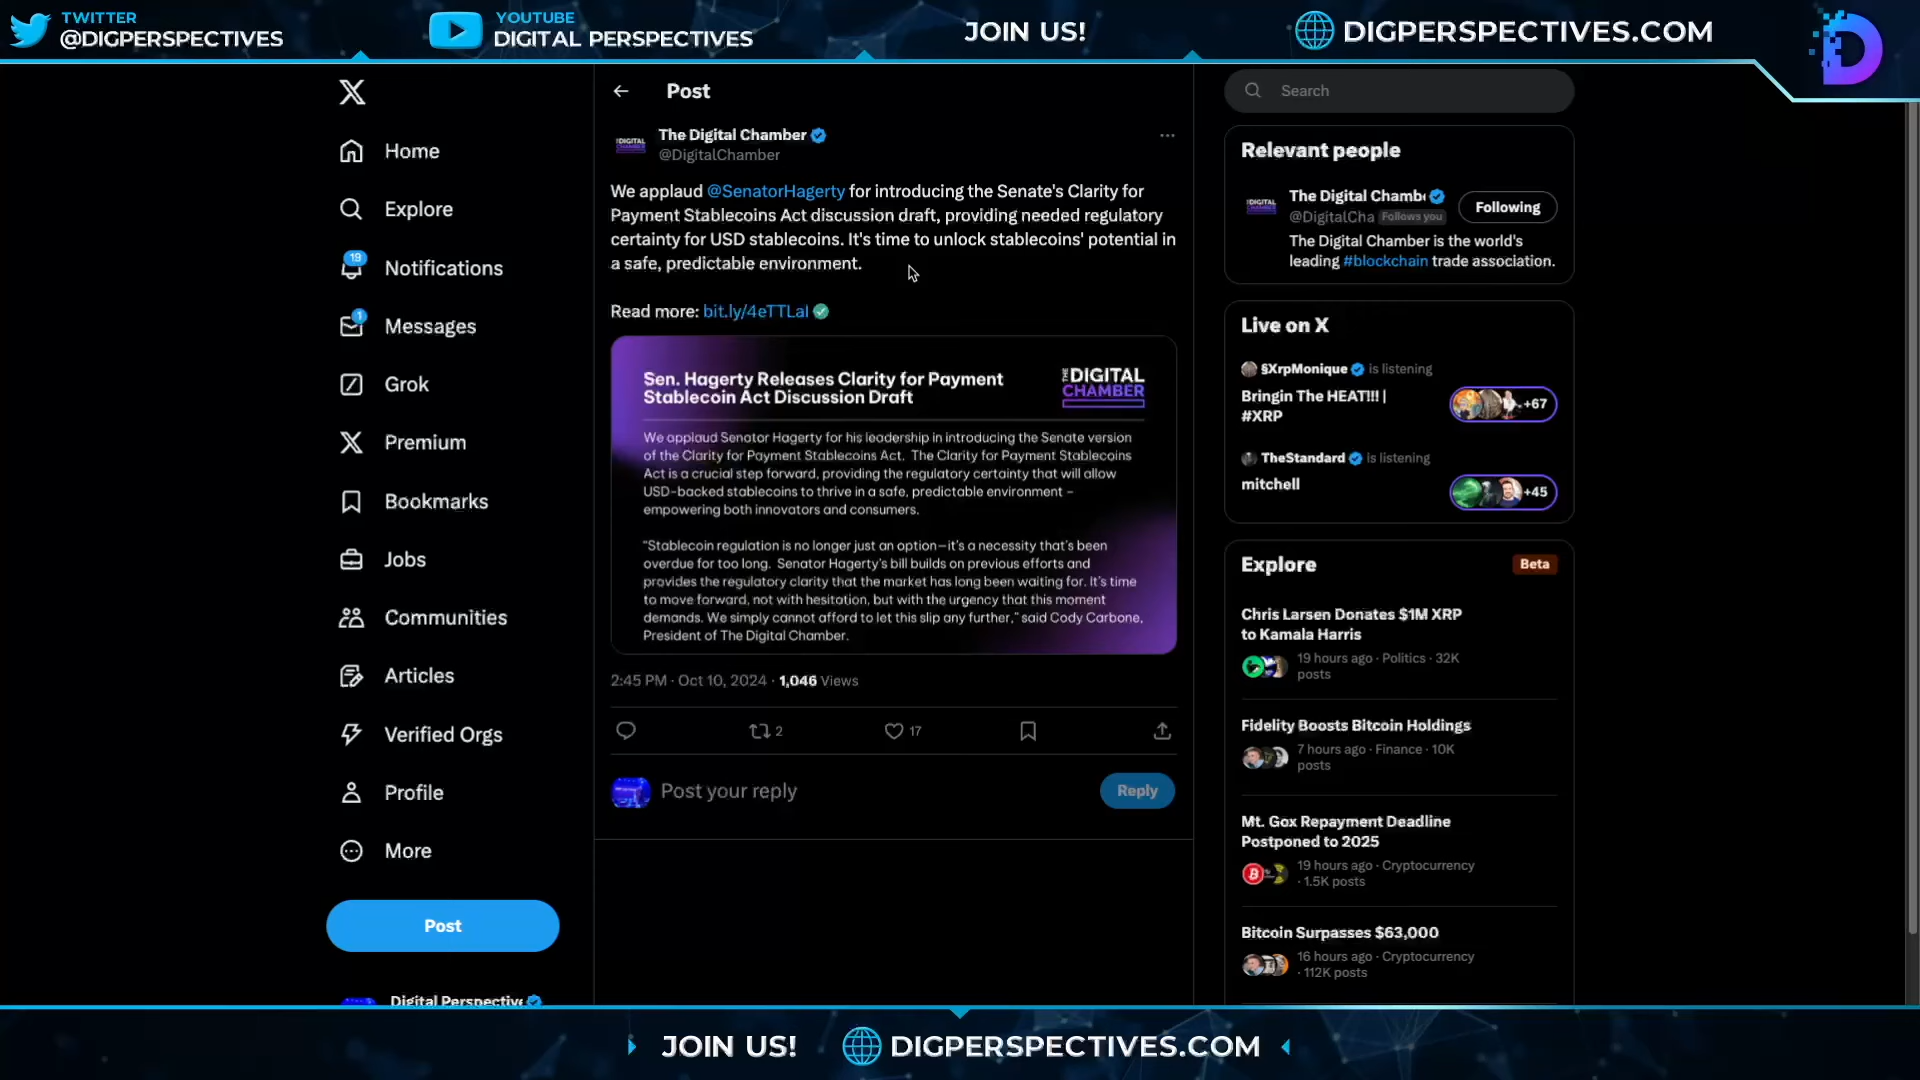 TWITTER
@DIGPERSPECTIVES
YOUTUBE
DIGITAL PERSPECTIVES
JOIN US!
DIGPERSPECTIVES.COM
Home
Explore
19
Notifications
1
Messages
Grok
Premium
Bookmarks
Jobs
Communities
Articles
Verified Orgs
Profile
More
Post
Digital Perspective
Post
The Digital Chamber
@DigitalChamber
We applaud @SenatorHagerty for introducing the Senate's Clarity for
Payment Stablecoins Act discussion draft, providing needed regulatory
certainty for USD stablecoins. It's time to unlock stablecoins' potential in
a safe, predictable environment.
Read more: bit.ly/4eTTLaI
Sen. Hagerty Releases Clarity for Payment
Stablecoin Act Discussion Draft
THE DIGITAL
CHAMBER
We applaud Senator Hagerty for his leadership in introducing the Senate version
of the Clarity for Payment Stablecoins Act. The Clarity for Payment Stablecoins
Act is a crucial step forward, providing the regulatory certainty that will allow
USD-backed stablecoins to thrive in a safe, predictable environment –
empowering both innovators and consumers.
"Stablecoin regulation is no longer just an option—it's a necessity that's been
overdue for too long. Senator Hagerty's bill builds on previous efforts and
provides the regulatory clarity that the market has long been waiting for. It's time
to move forward, not with hesitation, but with the urgency that this moment
demands. We simply cannot afford to let this slip any further," said Cody Carbone,
President of The Digital Chamber.
2:45 PM · Oct 10, 2024 · 1,046 Views
2
17
Post your reply
Reply
Search
Relevant people
The Digital Chambe
@DigitalCha Follows you
Following
The Digital Chamber is the world's
leading #blockchain trade association.
Live on X
§XrpMonique is listening
Bringin The HEAT!!! |
#XRP
+67
TheStandard is listening
mitchell
+45
Explore
Beta
Chris Larsen Donates $1M XRP
to Kamala Harris
19 hours ago · Politics · 32K
posts
Fidelity Boosts Bitcoin Holdings
7 hours ago · Finance · 10K
posts
Mt. Gox Repayment Deadline
Postponed to 2025
19 hours ago · Cryptocurrency
· 1.5K posts
Bitcoin Surpasses $63,000
16 hours ago · Cryptocurrency
· 112K posts
JOIN US!
DIGPERSPECTIVES.COM